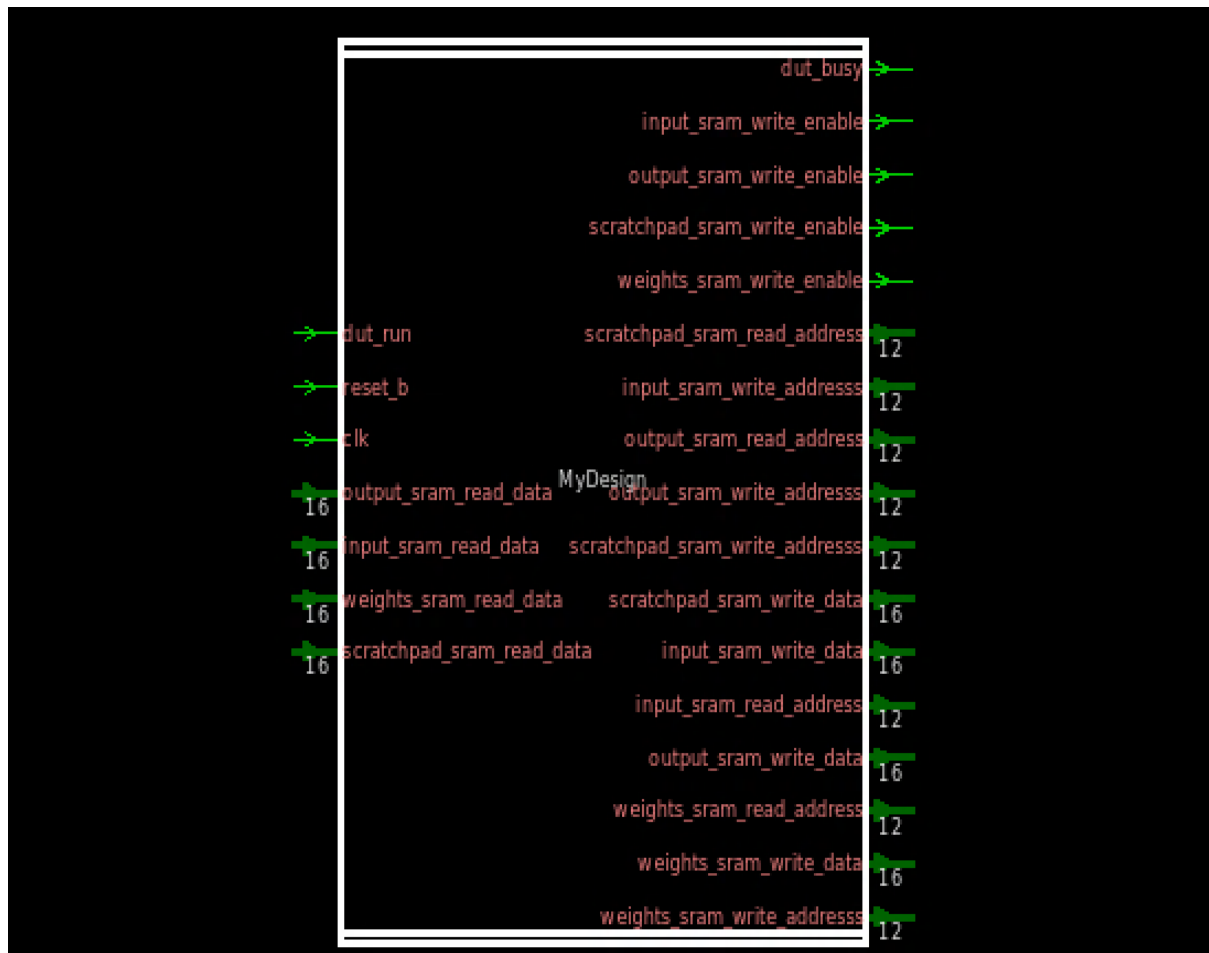 dut_busy
input_sram_write_enable
output_sram_write_enable
scratchpad_sram_write_enable
weights_sram_write_enable
dut_run scratchpad_sram_read_address 12
reset_b input_sram_write_addresss 12
clk output_sram_read_address 12
MyDesign
16 output_sram_read_data output_sram_write_addresss 12
16 input_sram_read_data scratchpad_sram_write_addresss 12
16 weights_sram_read_data scratchpad_sram_write_data 16
16 scratchpad_sram_read_data input_sram_write_data 16
input_sram_read_address 12
output_sram_write_data 16
weights_sram_read_address 12
weights_sram_write_data 16
weights_sram_write_addresss 12